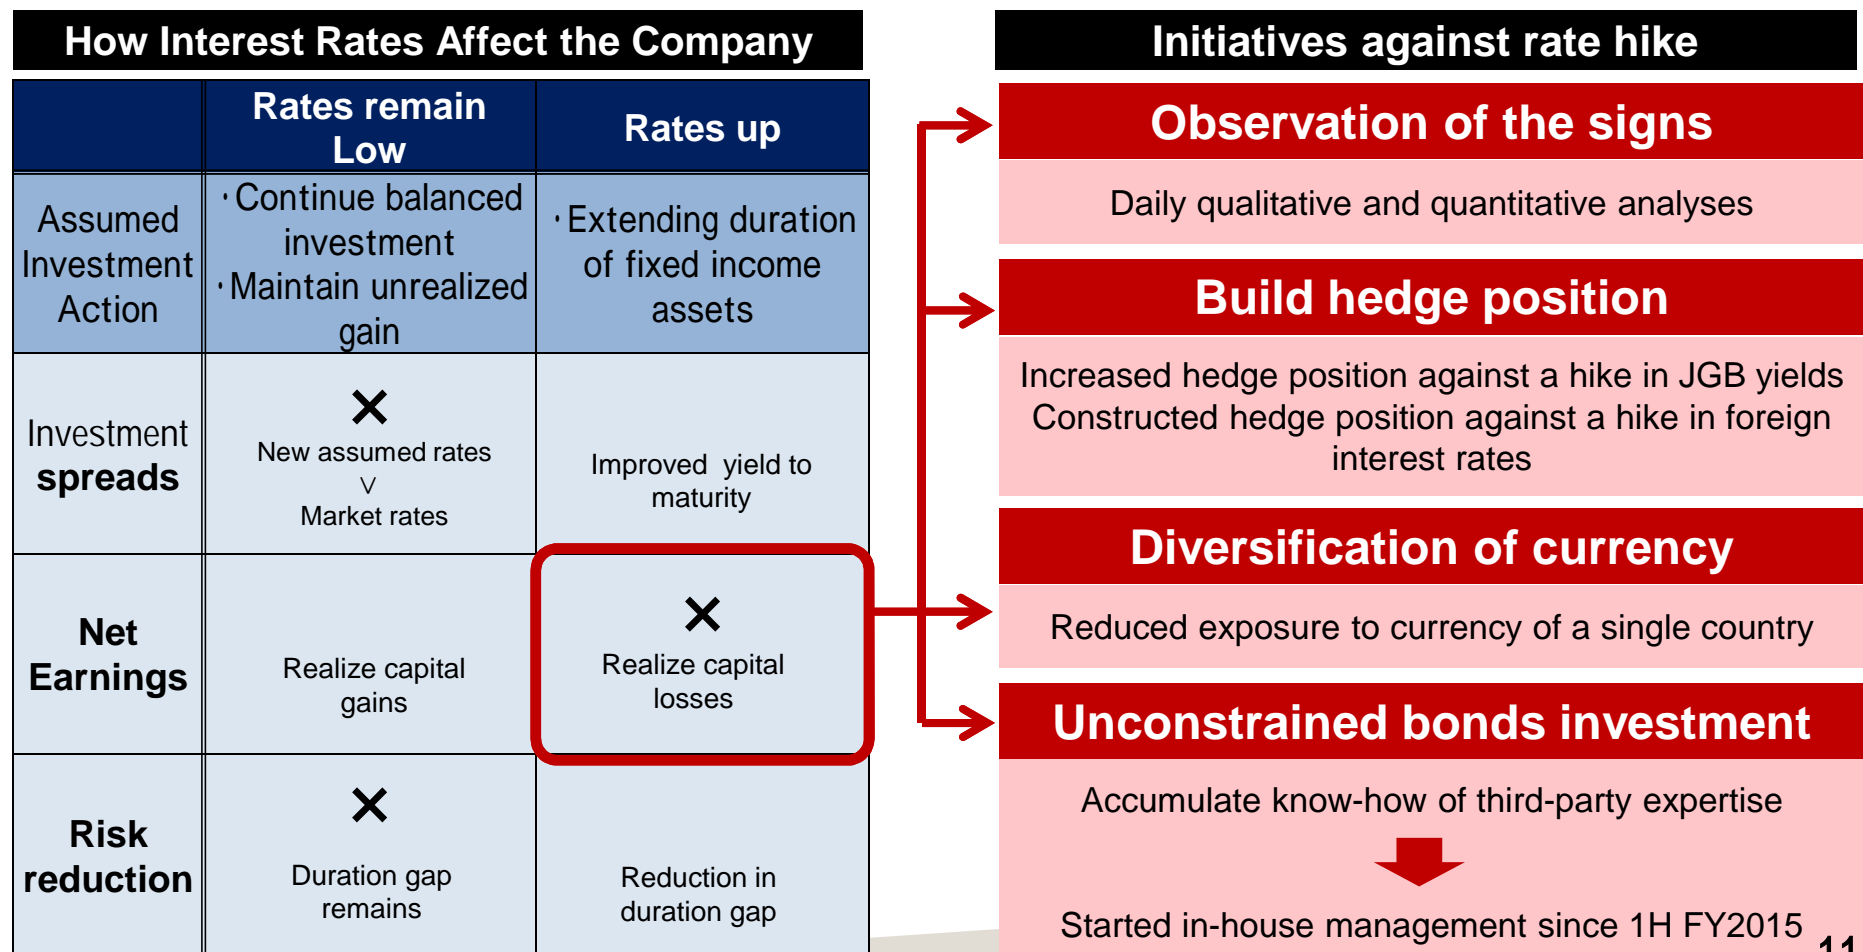 How Interest Rates Affect the Company
Rates remain
Low
Rates up
Assumed
Investment
Action
・Continue balanced
investment
・Maintain unrealized
gain
・Extending duration
of fixed income
assets
Investment
spreads
×
New assumed rates
∨
Market rates
Improved yield to
maturity
Net
Earnings
Realize capital
gains
×
Realize capital
losses
Risk
reduction
×
Duration gap
remains
Reduction in
duration gap
Initiatives against rate hike
Observation of the signs
Daily qualitative and quantitative analyses
Build hedge position
Increased hedge position against a hike in JGB yields
Constructed hedge position against a hike in foreign
interest rates
Diversification of currency
Reduced exposure to currency of a single country
Unconstrained bonds investment
Accumulate know-how of third-party expertise
Started in-house management since 1H FY2015
11